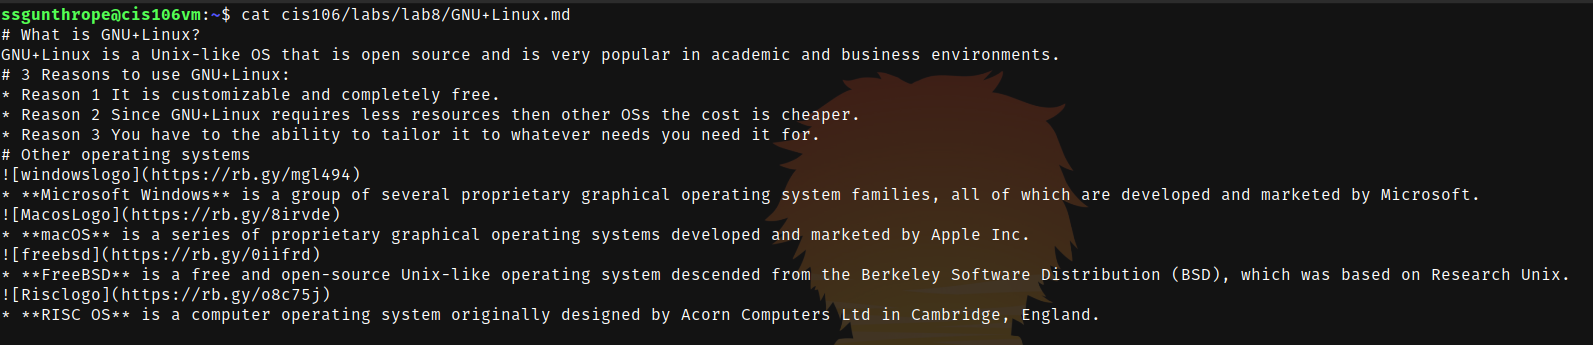 ssgunthrope@cis106vm:~$ cat cis106/labs/lab8/GNU+Linux.md
# What is GNU+Linux?
GNU+Linux is a Unix-like OS that is open source and is very popular in academic and business environments.
# 3 Reasons to use GNU+Linux:
* Reason 1 It is customizable and completely free.
* Reason 2 Since GNU+Linux requires less resources then other OSs the cost is cheaper.
* Reason 3 You have to the ability to tailor it to whatever needs you need it for.
# Other operating systems
![windowslogo](https://rb.gy/mgl494)
* **Microsoft Windows** is a group of several proprietary graphical operating system families, all of which are developed and marketed by Microsoft.
![MacosLogo](https://rb.gy/8irvde)
* **macOS** is a series of proprietary graphical operating systems developed and marketed by Apple Inc.
![freebsd](https://rb.gy/0iifrd)
* **FreeBSD** is a free and open-source Unix-like operating system descended from the Berkeley Software Distribution (BSD), which was based on Research Unix.
![Risclogo](https://rb.gy/o8c75j)
* **RISC OS** is a computer operating system originally designed by Acorn Computers Ltd in Cambridge, England.